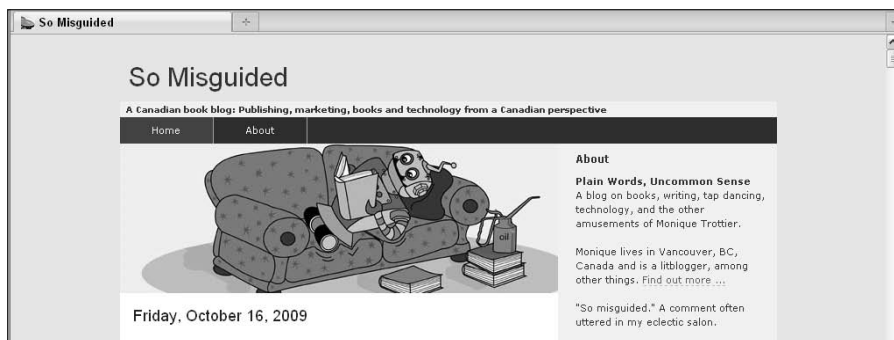 So Misguided
So Misguided
A Canadian book blog: Publishing, marketing, books and technology from a Canadian perspective
Home About
oil
Friday, October 16, 2009
About
Plain Words, Uncommon Sense
A blog on books, writing, tap dancing,
technology, and the other
amusements of Monique Trottier.
Monique lives in Vancouver, BC,
Canada and is a litblogger, among
other things. Find out more ...
"So misguided." A comment often
uttered in my eclectic salon.